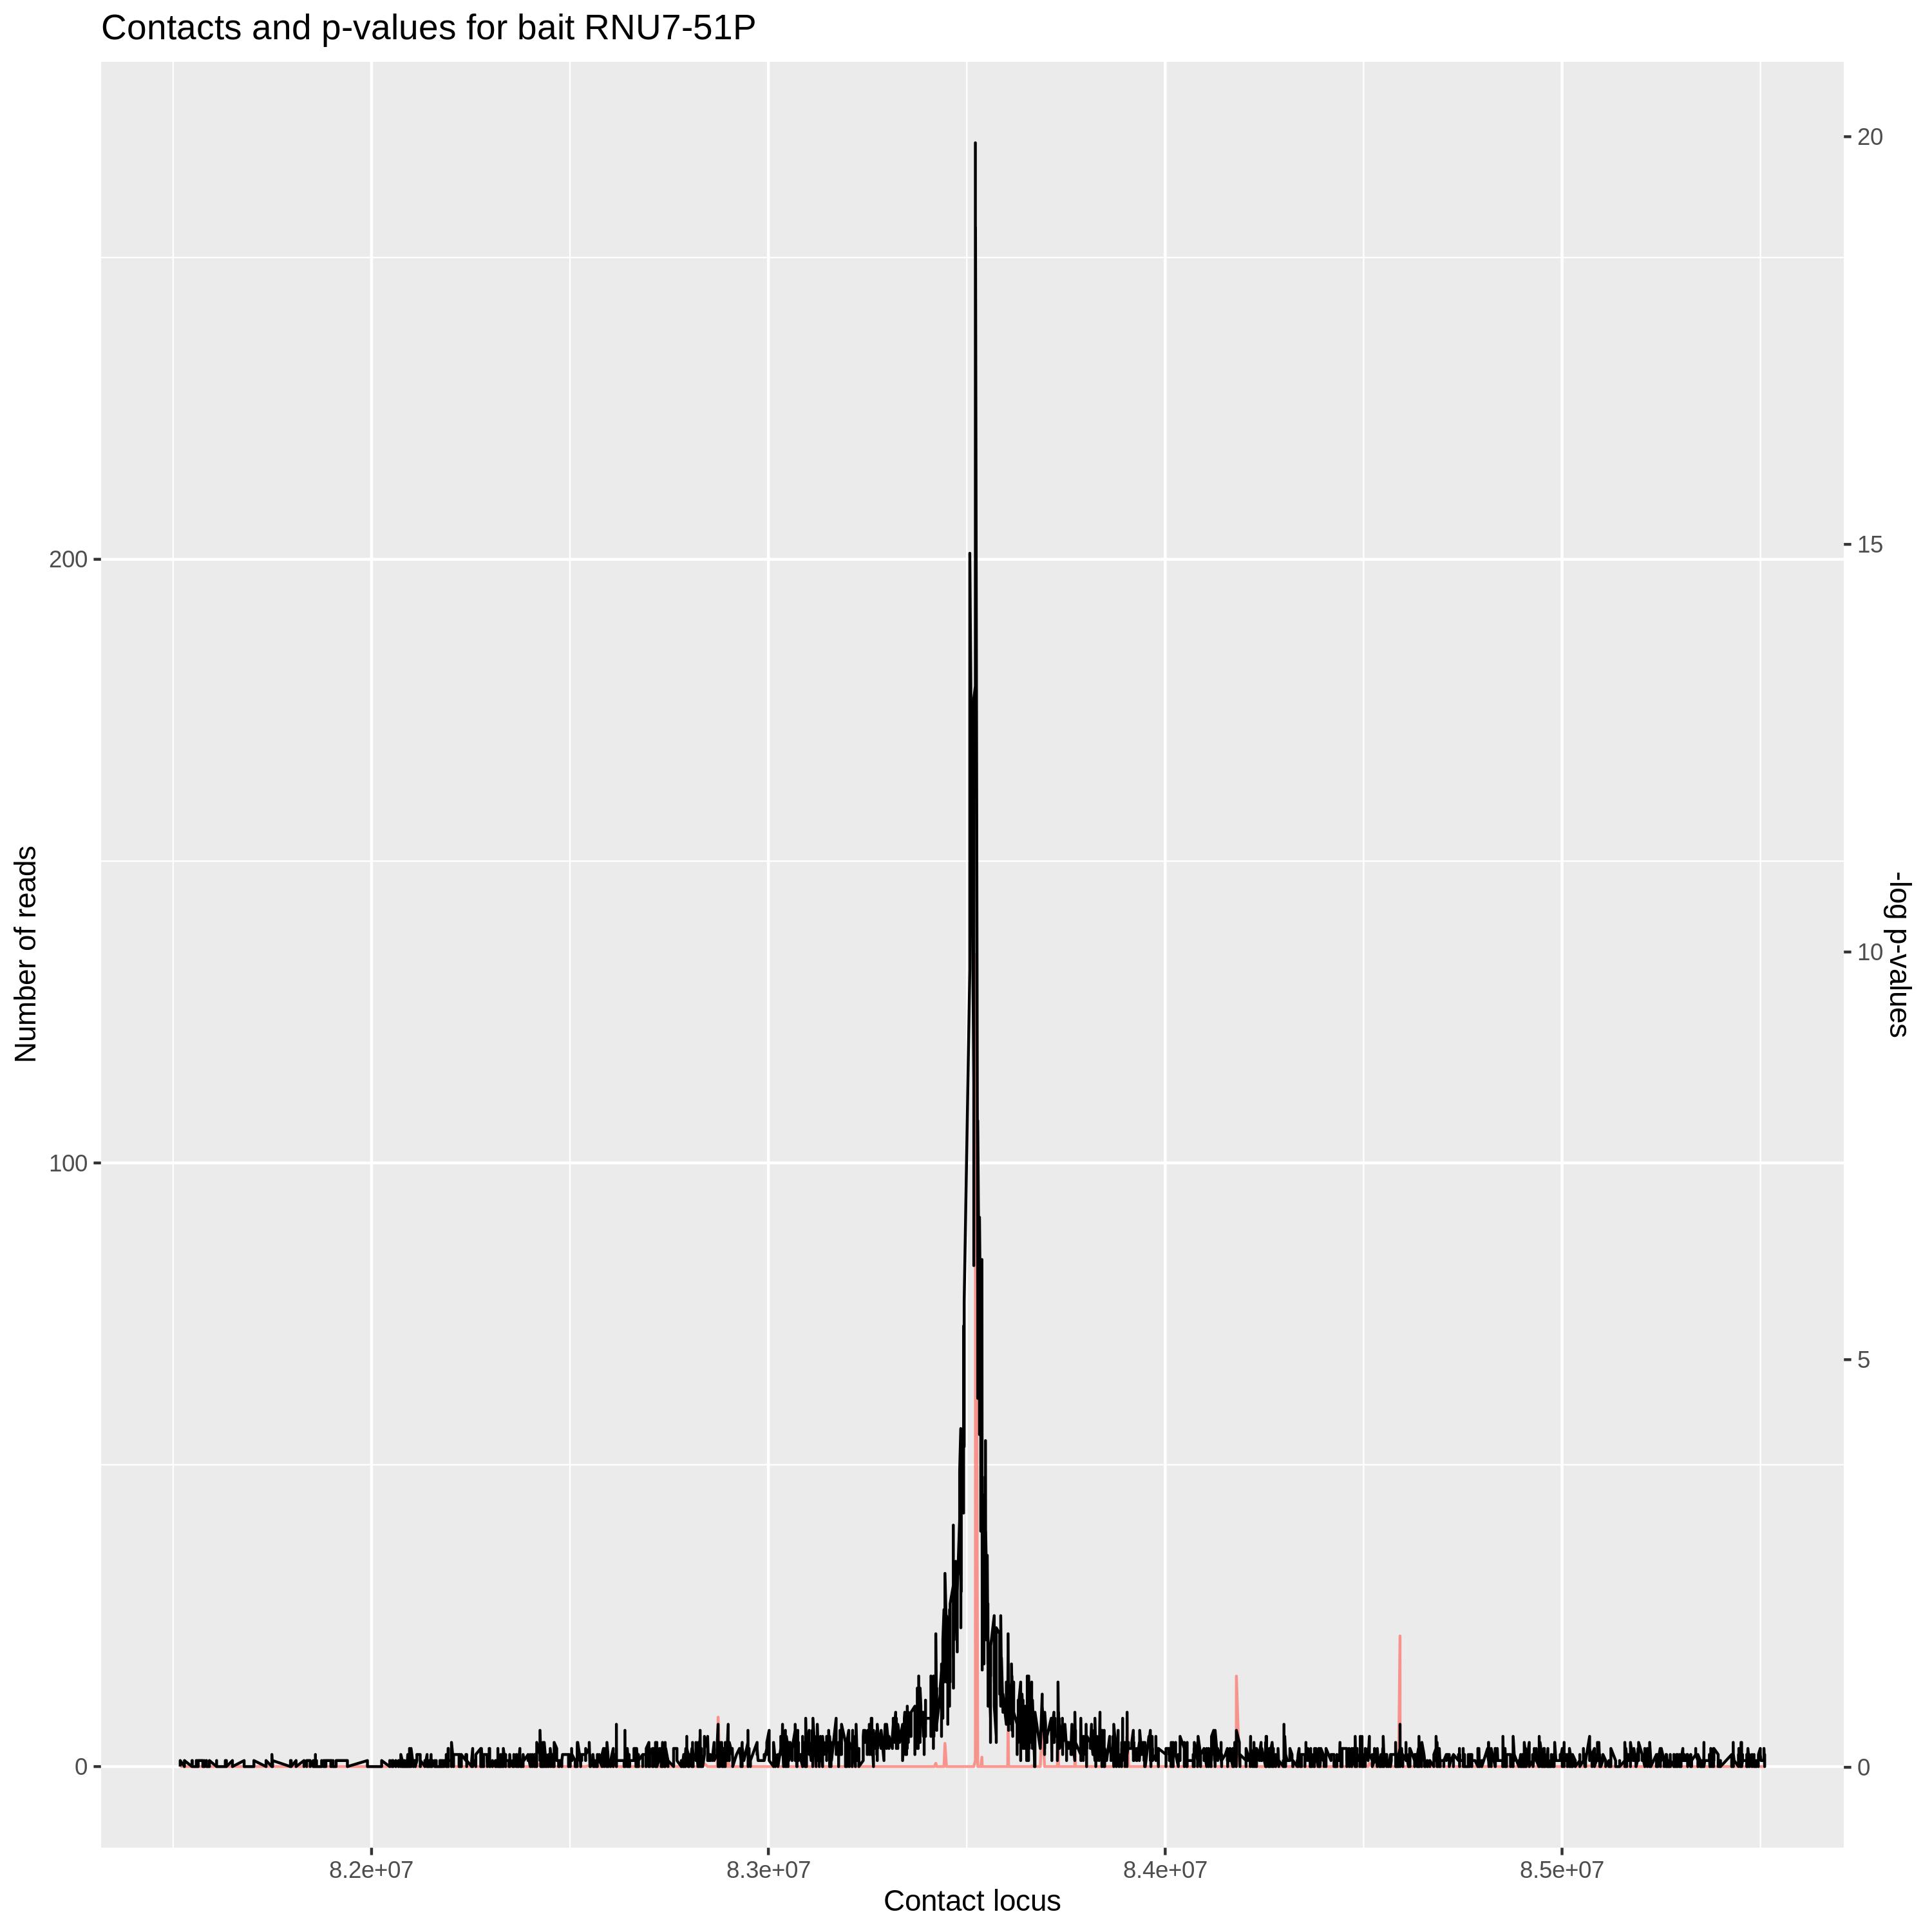 Contacts and p-values for bait RNU7-51P
Number of reads
200
100
0
20
15
10
5
0
-log p-values
8.2e+07
8.3e+07
8.4e+07
8.5e+07
Contact locus